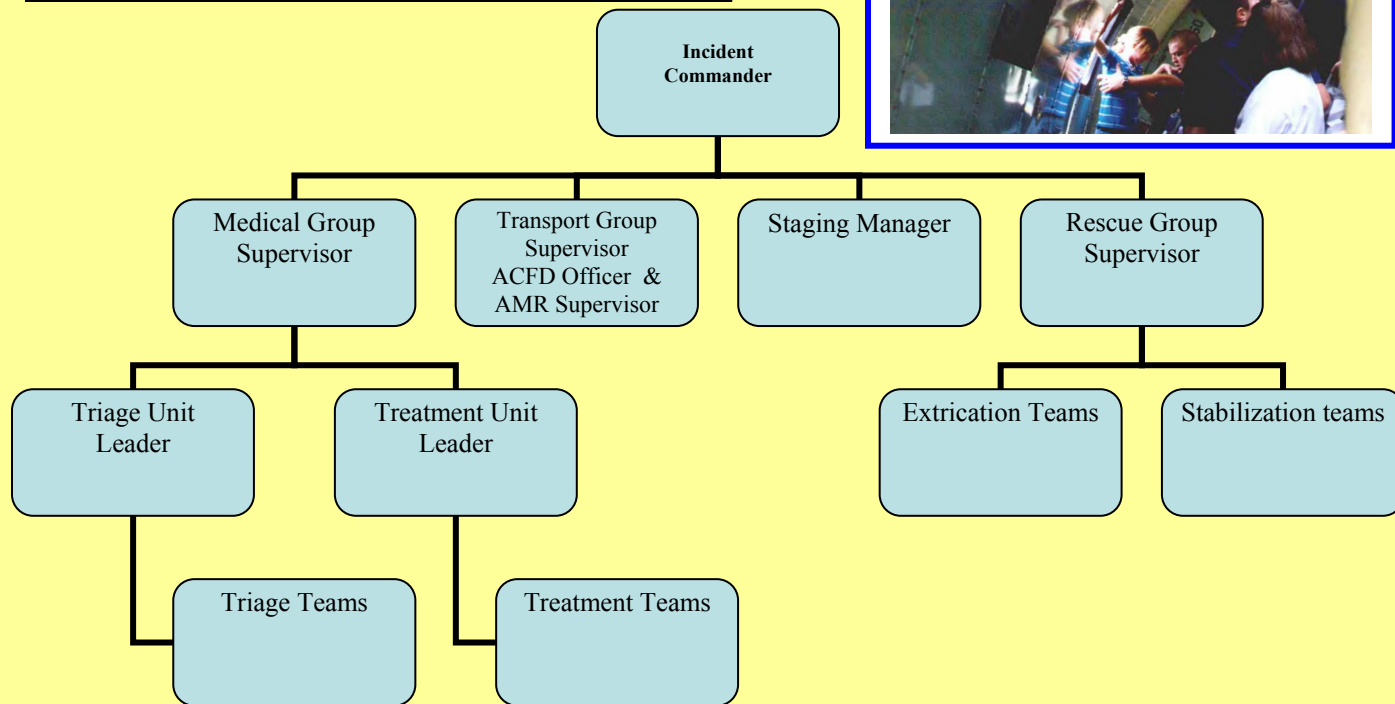 Incident
Commander
Medical Group
Supervisor
Transport Group
Supervisor
ACFD Officer &
AMR Supervisor
Staging Manager
Rescue Group
Supervisor
Triage Unit
Leader
Treatment Unit
Leader
Extrication Teams
Stabilization teams
Triage Teams
Treatment Teams